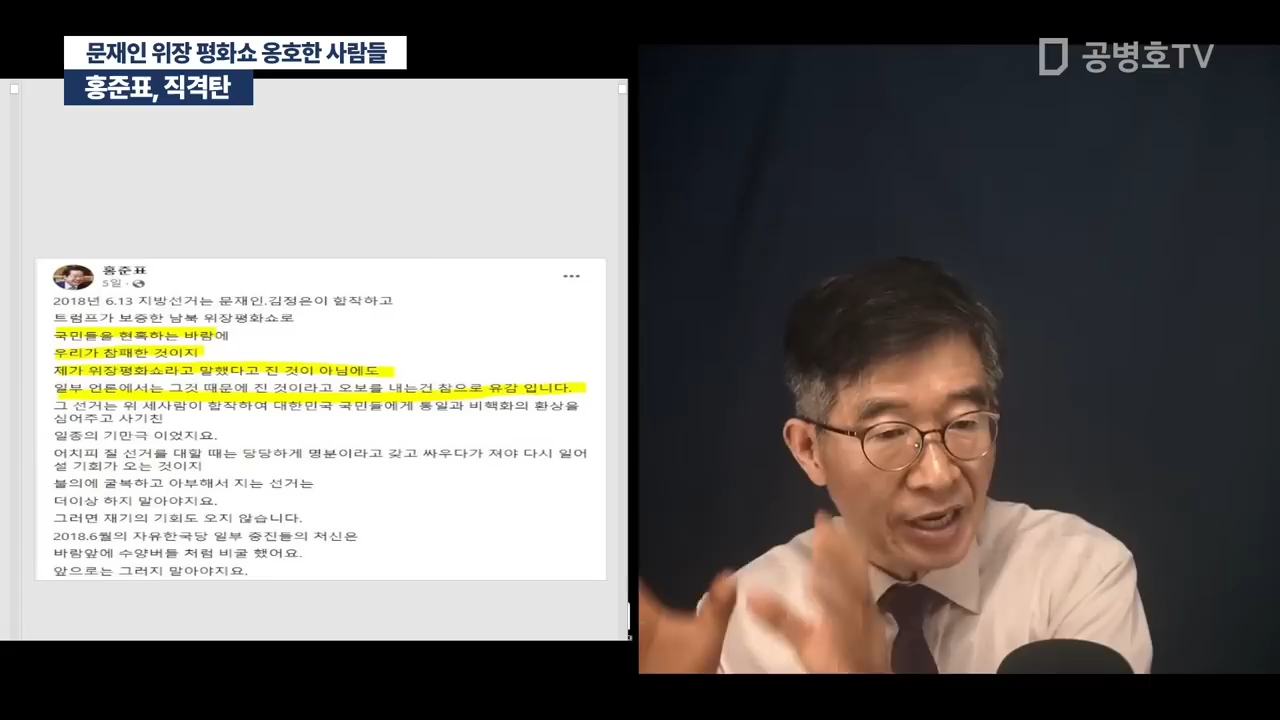 문재인 위장 평화쇼 옹호한 사람들
홍준표, 직격탄
공병호TV
홍준표
5일 ·
2018년 6.13 지방선거는 문재인.김정은이 합작하고
트럼프가 보증한 남북 위장평화쇼로
국민들을 현혹하는 바람에
우리가 참패한 것이지
제가 위장평화쇼라고 말했다고 진 것이 아님에도
일부 언론에서는 그것 때문에 진 것이라고 오보를 내는건 참으로 유감 입니다.
그 선거는 위 세사람이 합작하여 대한민국 국민들에게 통일과 비핵화의 환상을
심어주고 사기친
일종의 기만극 이었지요.
어차피 질 선거를 대할 때는 당당하게 명분이라고 갖고 싸우다가 져야 다시 일어
설 기회가 오는 것이지
불의에 굴복하고 아부해서 지는 선거는
더이상 하지 말아야지요.
그러면 재기의 기회도 오지 않습니다.
2018.6월의 자유한국당 일부 중진들의 처신은
바람앞에 수양버들 처럼 비굴 했어요.
앞으로는 그러지 말아야지요.